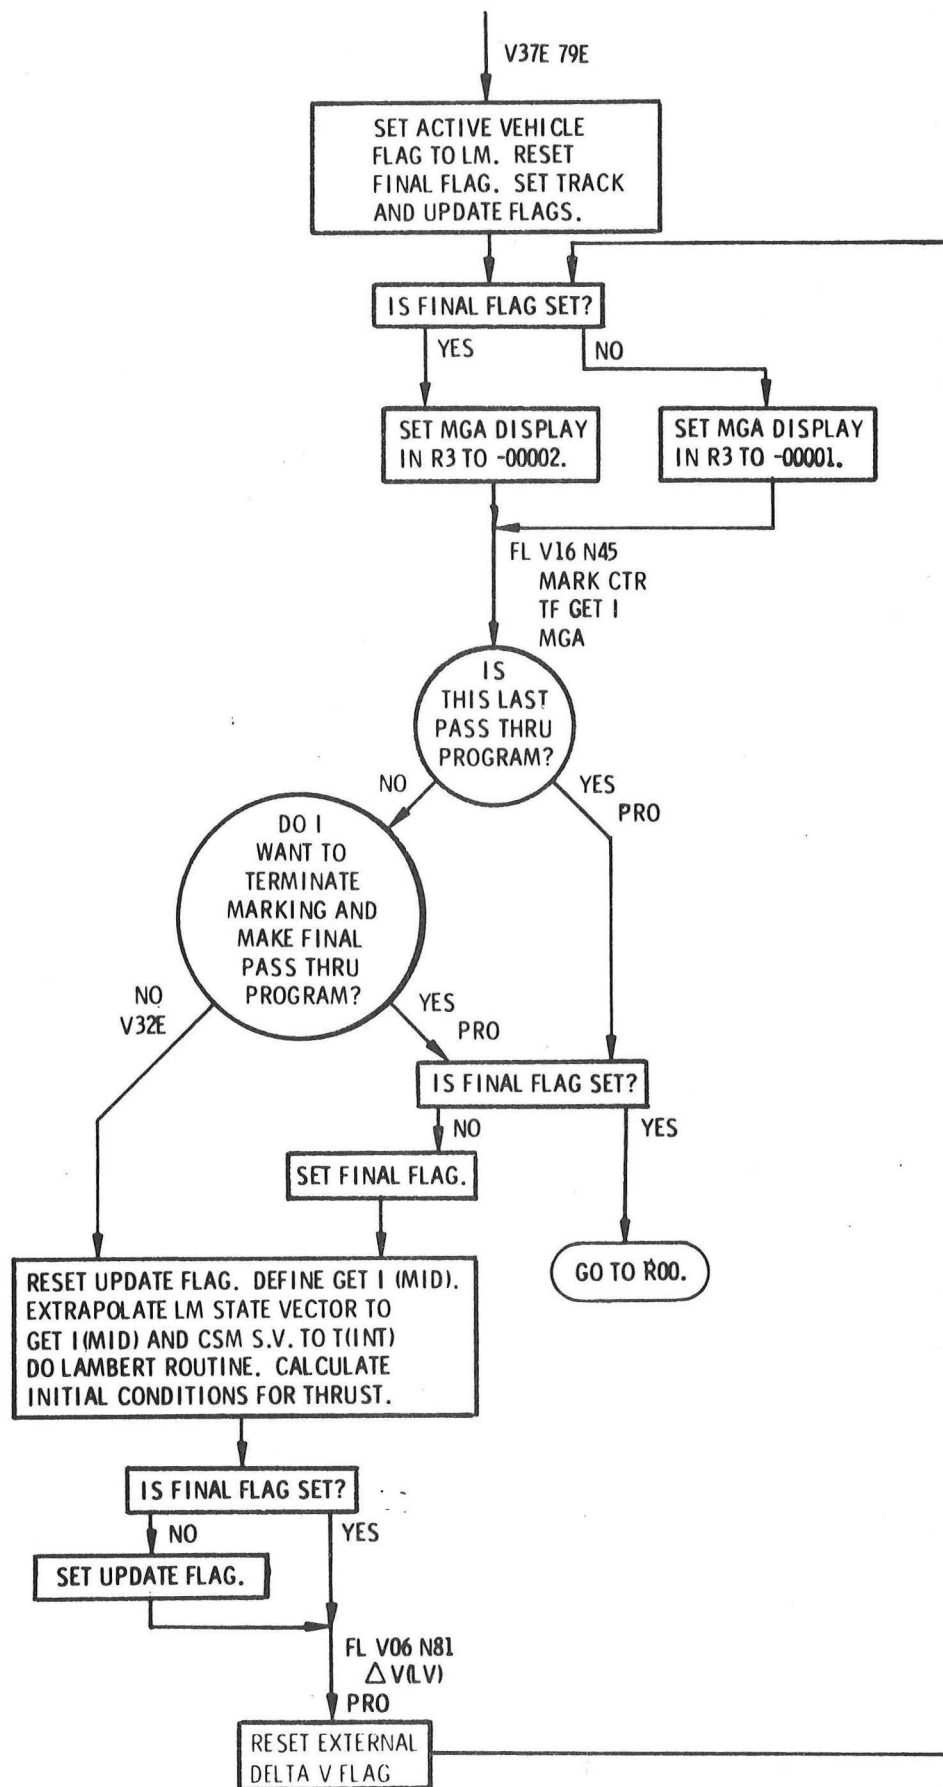 V37E 79E
SET ACTIVE VEHICLE
FLAG TO LM. RESET
FINAL FLAG. SET TRACK
AND UPDATE FLAGS.
IS FINAL FLAG SET?
YES
NO
SET MGA DISPLAY
IN R3 TO -00002.
SET MGA DISPLAY
IN R3 TO -00001.
FL V16 N45
MARK CTR
TF GET I
MGA
IS
THIS LAST
PASS THRU
PROGRAM?
NO
YES
PRO
DO I
WANT TO
TERMINATE
MARKING AND
MAKE FINAL
PASS THRU
PROGRAM?
NO
V32E
YES
PRO
IS FINAL FLAG SET?
NO
YES
SET FINAL FLAG.
GO TO R00.
RESET UPDATE FLAG. DEFINE GET I (MID).
EXTRAPOLATE LM STATE VECTOR TO
GET I(MID) AND CSM S.V. TO T(INT)
DO LAMBERT ROUTINE. CALCULATE
INITIAL CONDITIONS FOR THRUST.
IS FINAL FLAG SET?
NO
YES
SET UPDATE FLAG.
FL V06 N81
△ V(LV)
PRO
RESET EXTERNAL
DELTA V FLAG